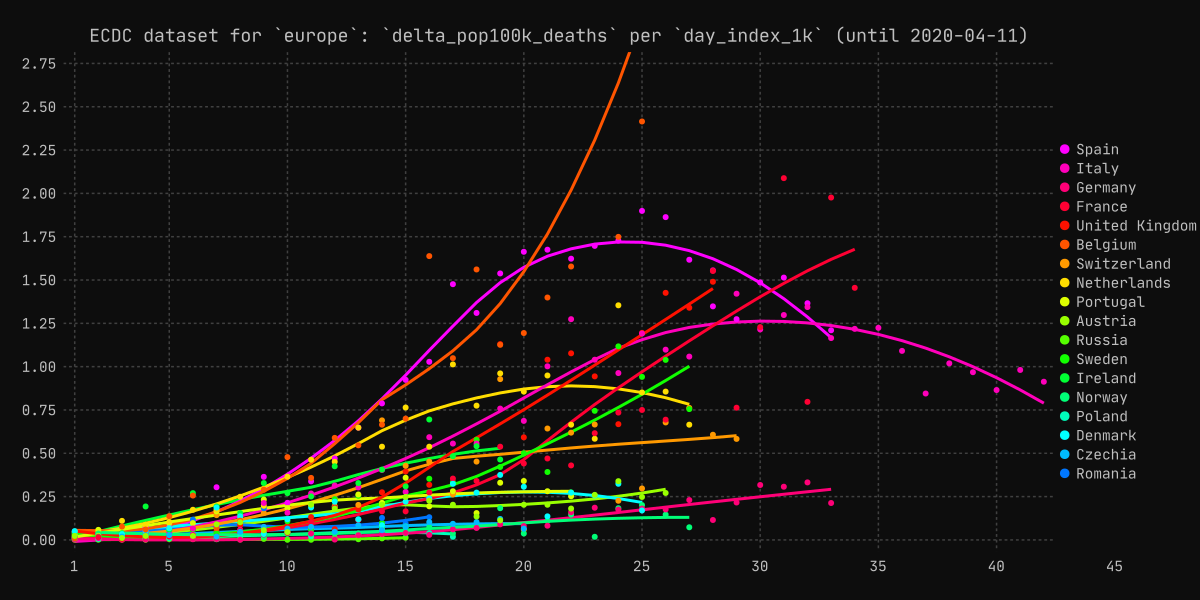 ECDC dataset for `europe`: `delta_pop100k_deaths` per `day_index_1k` (until 2020-04-11)
2.75
2.50
2.25
2.00
1.75
1.50
1.25
1.00
0.75
0.50
0.25
0.00
1 5 10 15 20 25 30 35 40 45
Spain
Italy
Germany
France
United Kingdom
Belgium
Switzerland
Netherlands
Portugal
Austria
Russia
Sweden
Ireland
Norway
Poland
Denmark
Czechia
Romania